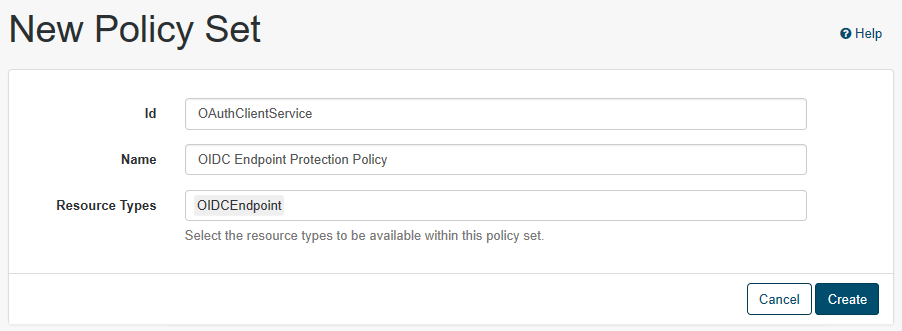 New Policy Set
Help
Id
OAuthClientService
Name
OIDC Endpoint Protection Policy
Resource Types
OIDCEndpoint
Select the resource types to be available within this policy set.
Cancel
Create